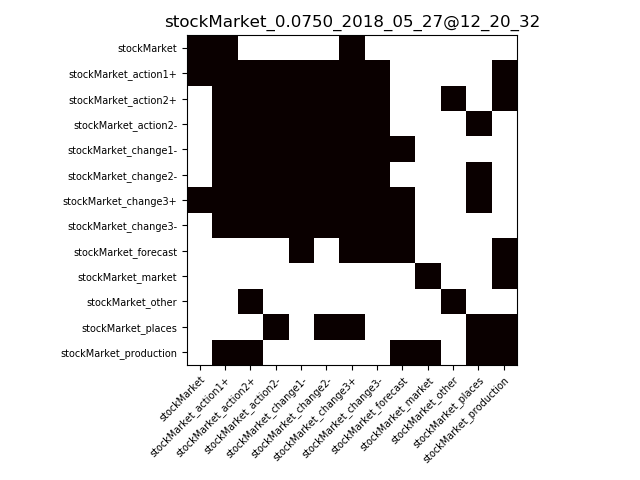 stockMarket_0.0750_2018_05_27@12_20_32
stockMarket
stockMarket_action1+
stockMarket_action2+
stockMarket_action2-
stockMarket_change1-
stockMarket_change2-
stockMarket_change3+
stockMarket_change3-
stockMarket_forecast
stockMarket_market
stockMarket_other
stockMarket_places
stockMarket_production
stockMarket
stockMarket_action1+
stockMarket_action2+
stockMarket_action2-
stockMarket_change1-
stockMarket_change2-
stockMarket_change3+
stockMarket_change3-
stockMarket_forecast
stockMarket_market
stockMarket_other
stockMarket_places
stockMarket_production